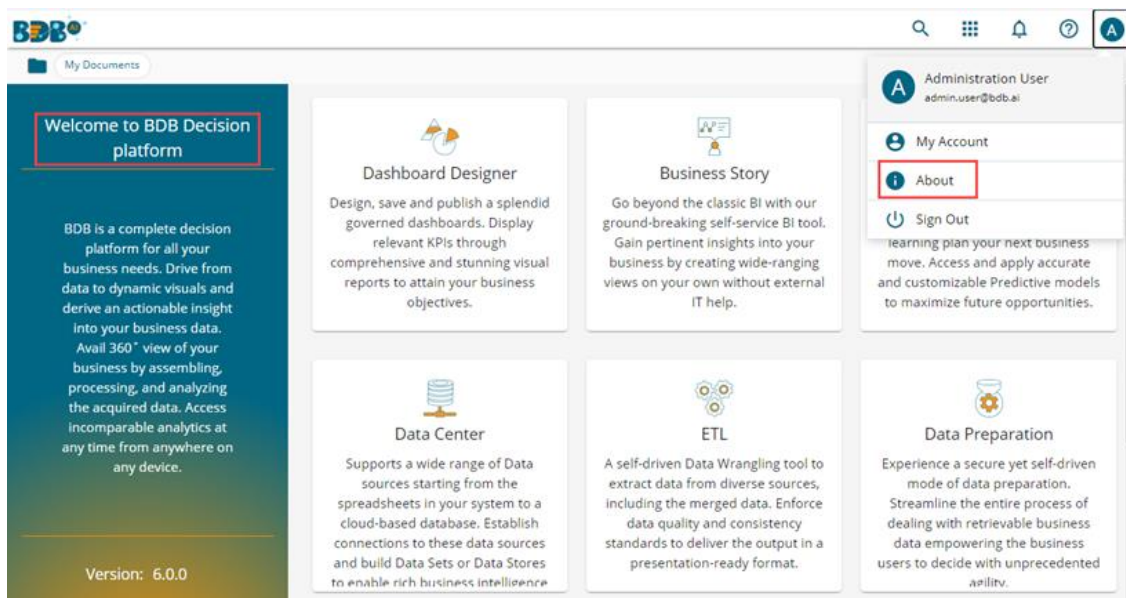 BDB
A
My Documents
A
Administration User
admin.user@bdb.ai
My Account
About
Sign Out
Welcome to BDB Decision
platform
BDB is a complete decision
platform for all your
business needs. Drive from
data to dynamic visuals and
derive an actionable insight
into your business data.
Avail 360˚ view of your
business by assembling,
processing, and analyzing
the acquired data. Access
incomparable analytics at
any time from anywhere on
any device.
Version: 6.0.0
Dashboard Designer
Design, save and publish a splendid
governed dashboards. Display
relevant KPIs through
comprehensive and stunning visual
reports to attain your business
objectives.
Business Story
Go beyond the classic BI with our
ground-breaking self-service BI tool.
Gain pertinent insights into your
business by creating wide-ranging
views on your own without external
IT help.
learning plan your next business
move. Access and apply accurate
and customizable Predictive models
to maximize future opportunities.
Data Center
Supports a wide range of Data
sources starting from the
spreadsheets in your system to a
cloud-based database. Establish
connections to these data sources
and build Data Sets or Data Stores
to enable rich business intelligence
ETL
A self-driven Data Wrangling tool to
extract data from diverse sources,
including the merged data. Enforce
data quality and consistency
standards to deliver the output in a
presentation-ready format.
Data Preparation
Experience a secure yet self-driven
mode of data preparation.
Streamline the entire process of
dealing with retrievable business
data empowering the business
users to decide with unprecedented
agility.